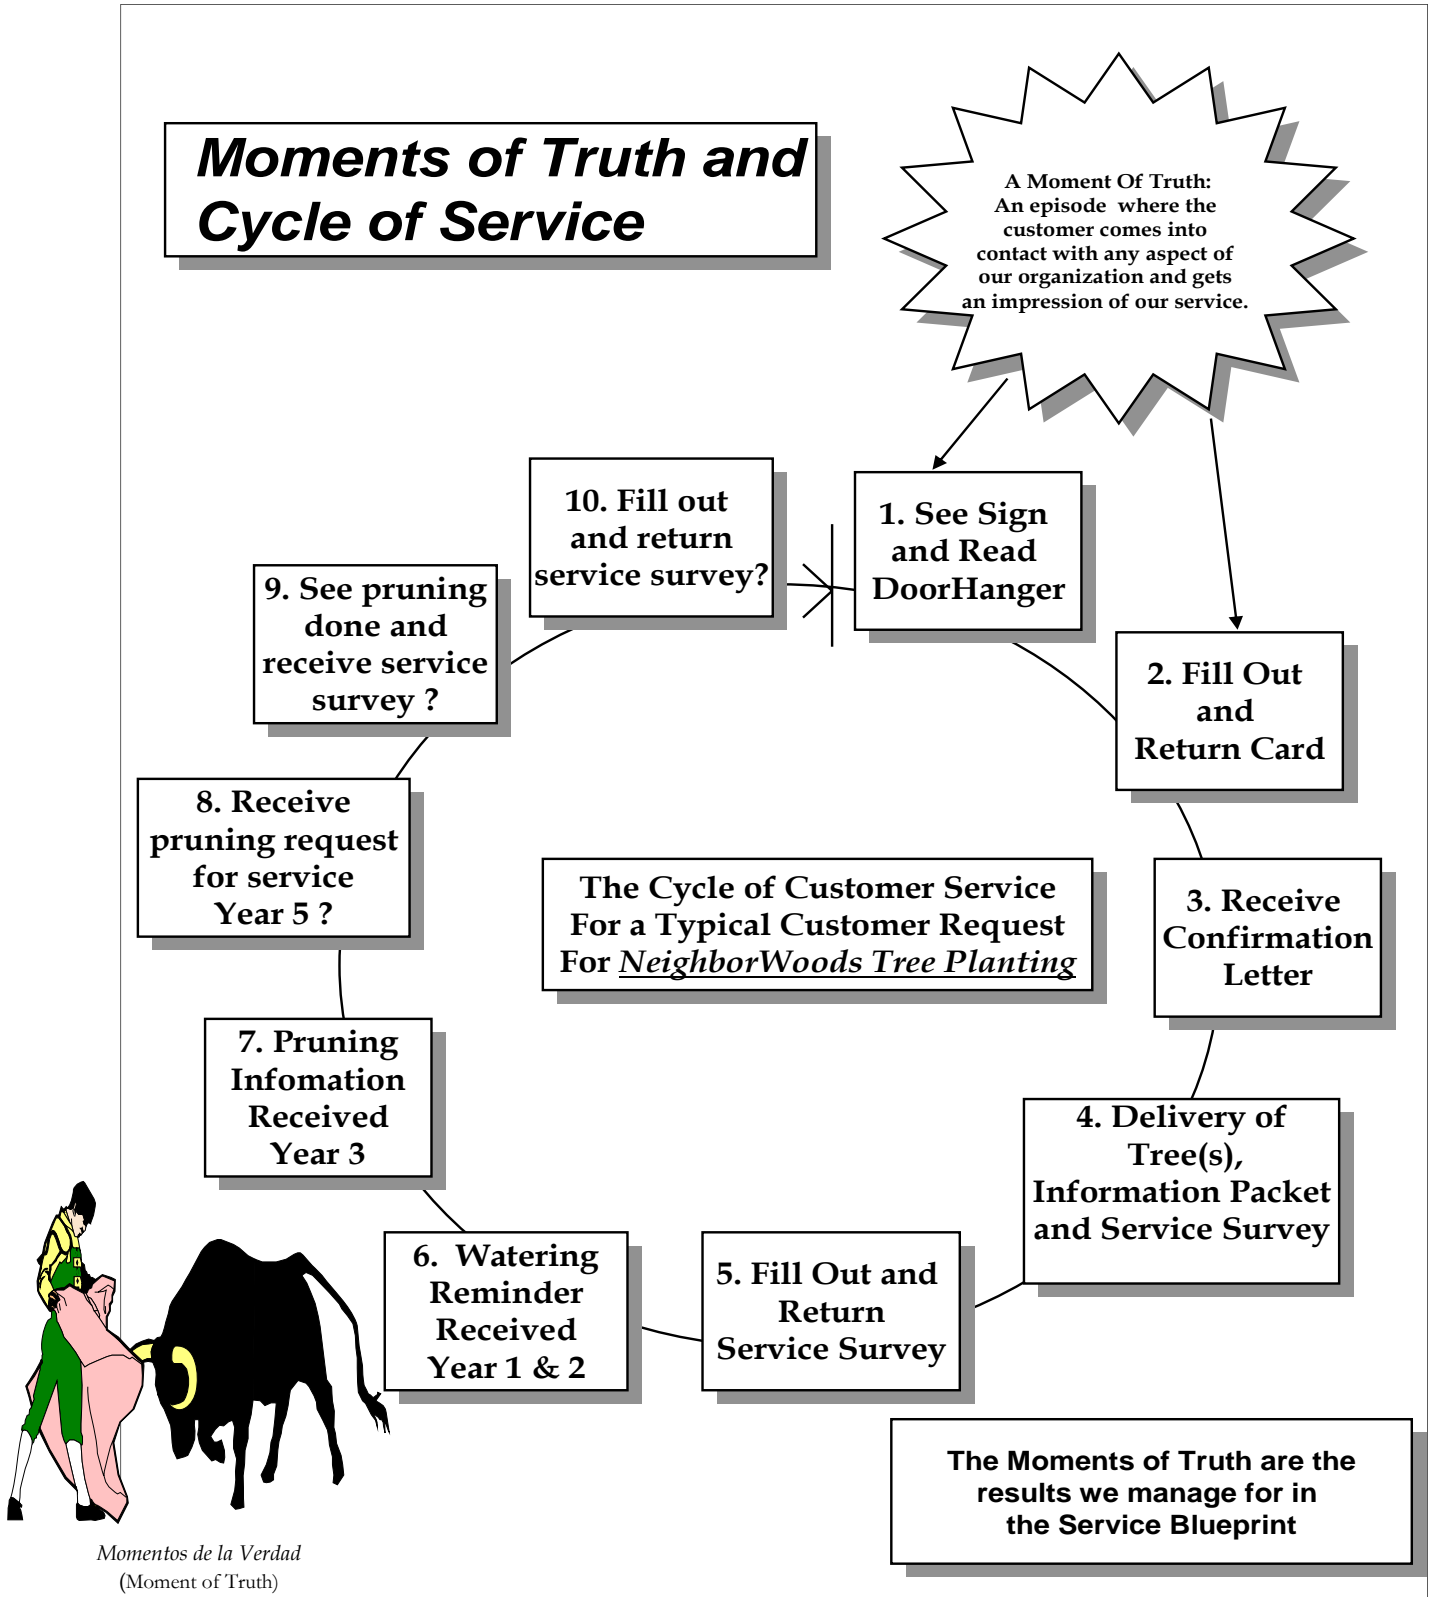 Moments of Truth and
Cycle of Service
A Moment Of Truth:
An episode where the
customer comes into
contact with any aspect of
our organization and gets
an impression of our service.
1. See Sign
and Read
DoorHanger
2. Fill Out
and
Return Card
3. Receive
Confirmation
Letter
4. Delivery of
Tree(s),
Information Packet
and Service Survey
5. Fill Out and
Return
Service Survey
6. Watering
Reminder
Received
Year 1 & 2
7. Pruning
Infomation
Received
Year 3
8. Receive
pruning request
for service
Year 5 ?
9. See pruning
done and
receive service
survey ?
10. Fill out
and return
service survey?
The Cycle of Customer Service
For a Typical Customer Request
For NeighborWoods Tree Planting
The Moments of Truth are the
results we manage for in
the Service Blueprint
Momentos de la Verdad
(Moment of Truth)